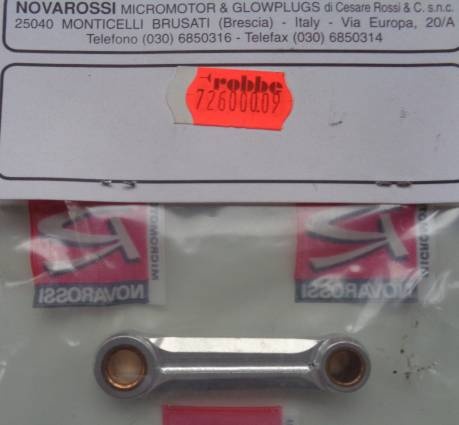 NOVAROSSI MICROMOTOR & GLOWPLUGS di Cesare Rossi & C. s.n.c.
25040 MONTICELLI BRUSATI (Brescia) - Italy - Via Europa, 20/A
Telefono (030) 6850316 - Telefax (030) 6850314
robbe
72600009
NOVAROSSI
MICROMOTOR
NOVAROSSI
MICROMOT